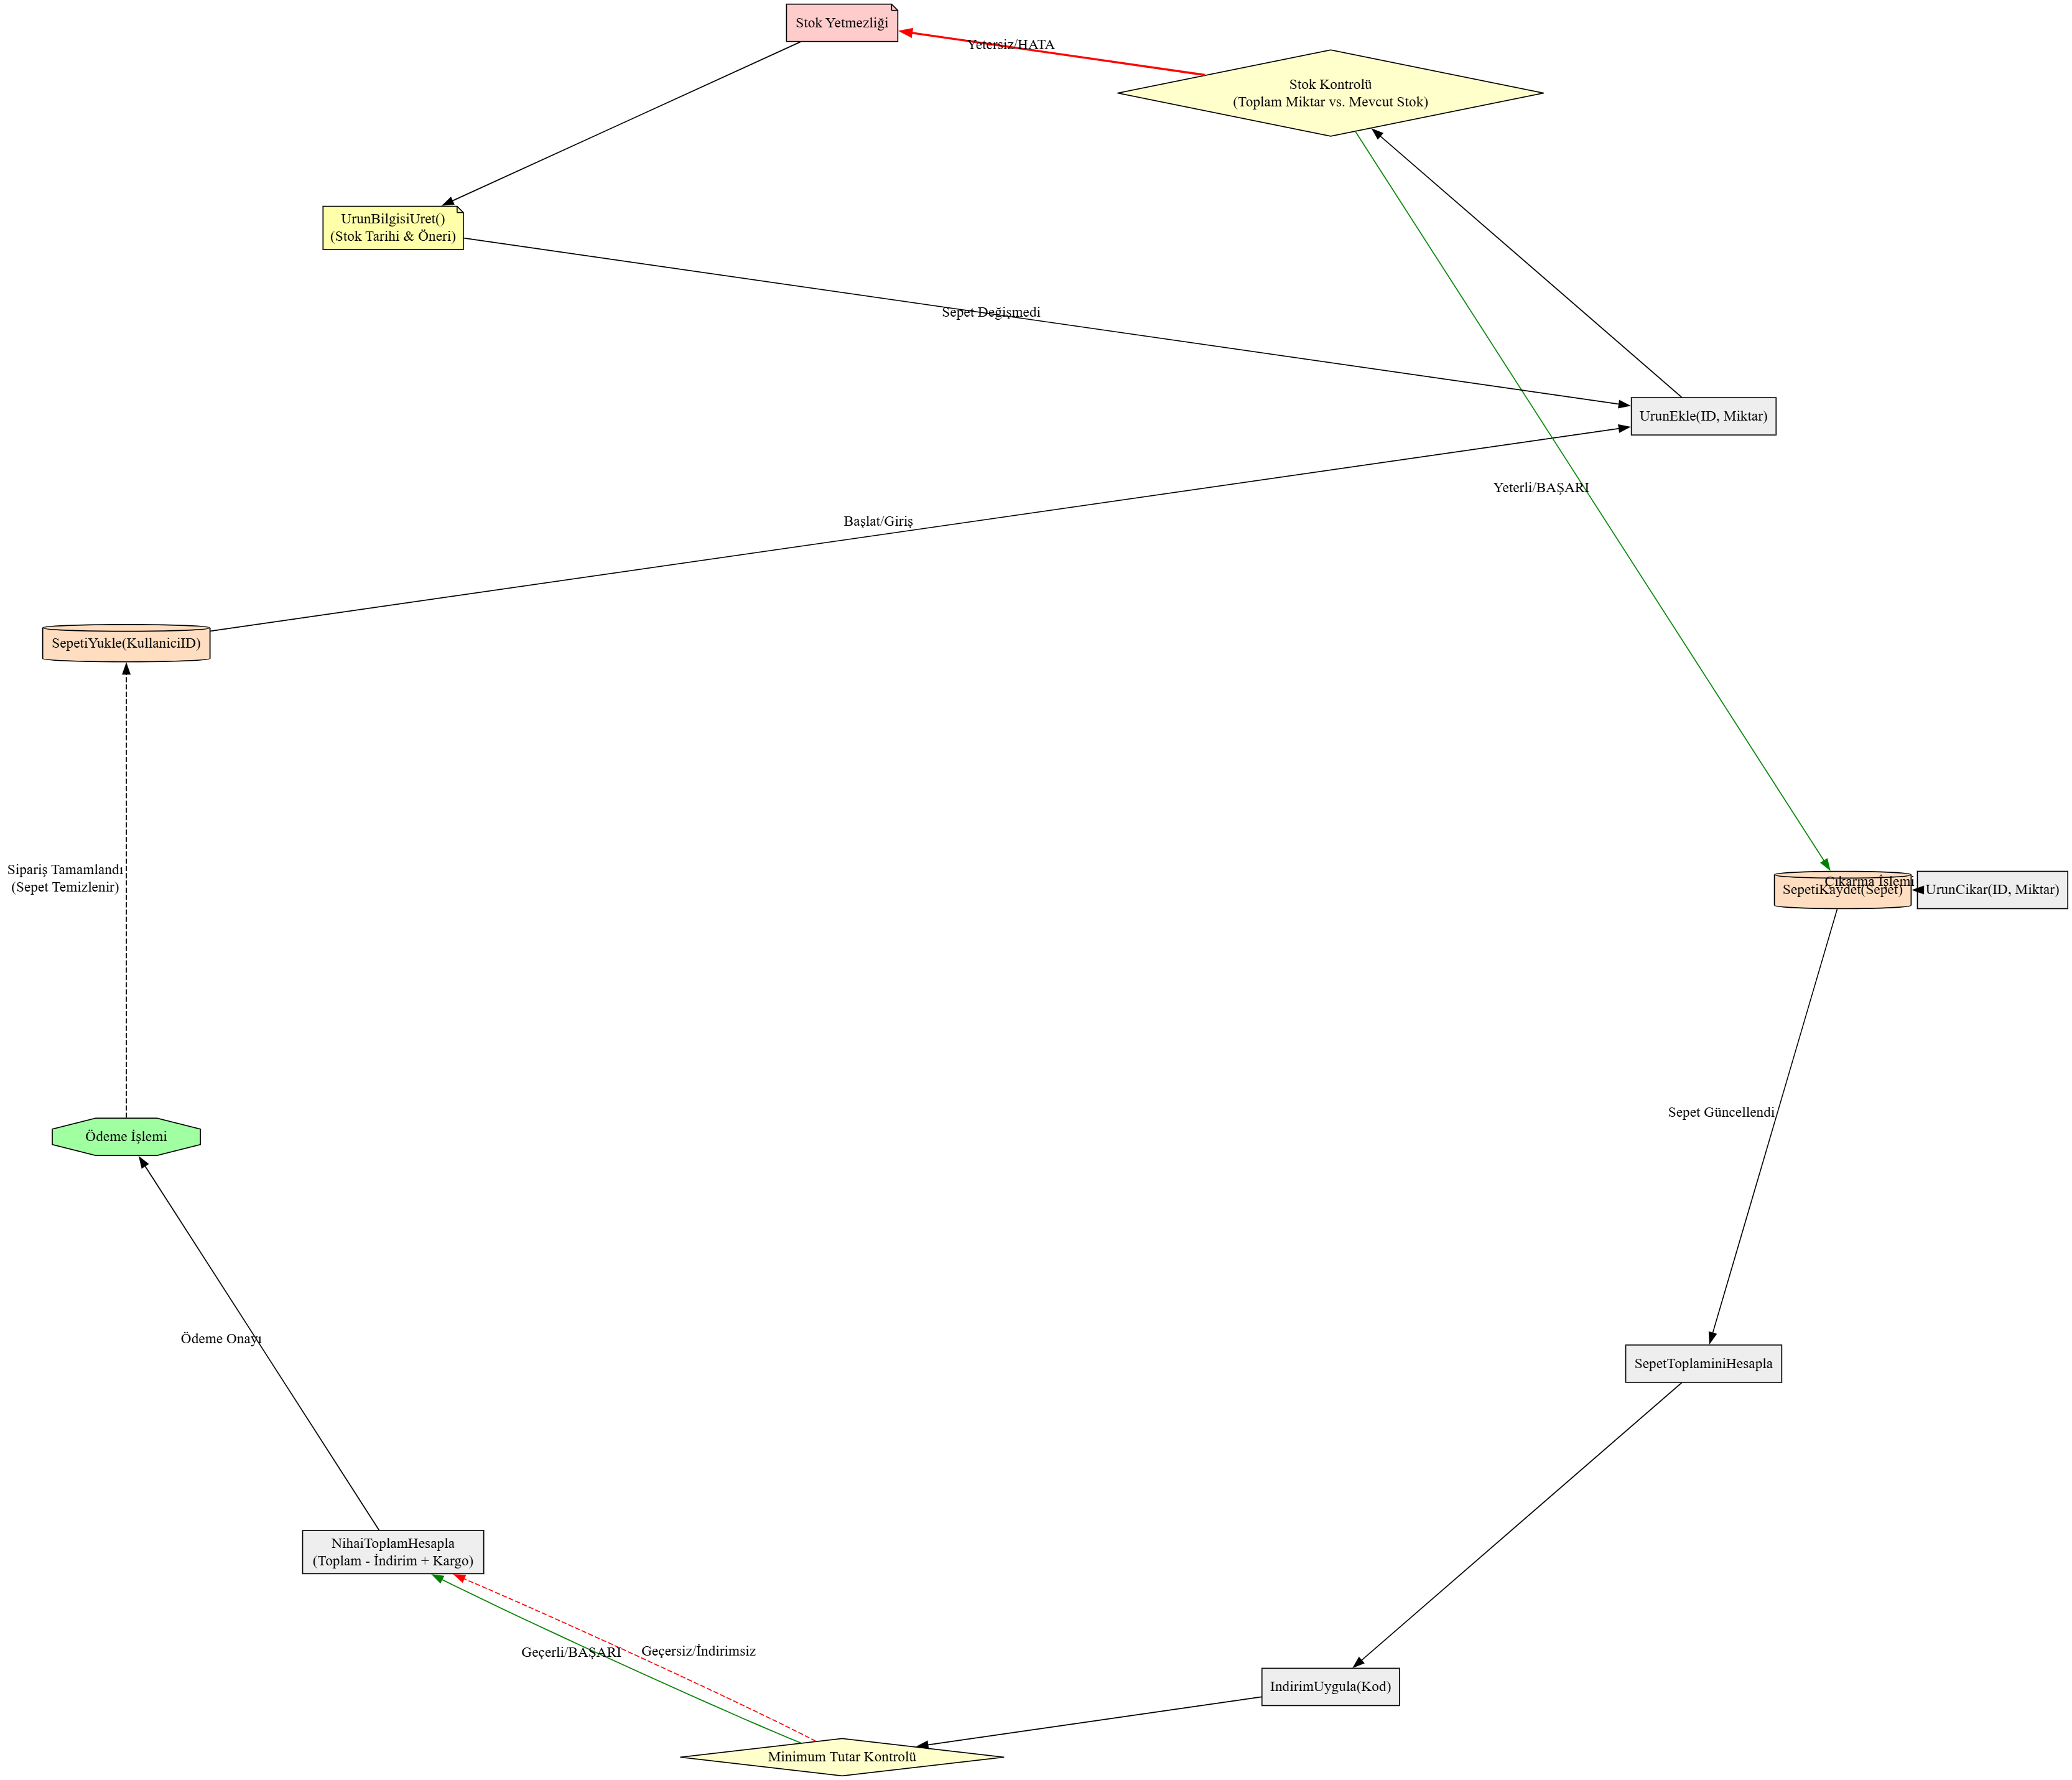 Stok Yetmezliği
Yetersiz/HATA
Stok Kontrolü
(Toplam Miktar vs. Mevcut Stok)
UrunBilgisiUret()
(Stok Tarihi & Öneri)
Sepet Değişmedi
UrunEkle(ID, Miktar)
Yeterli/BAŞARI
Başlat/Giriş
SepetiYukle(KullaniciID)
Sipariş Tamamlandı
(Sepet Temizlenir)
Çıkarma İşlemi
SepetiKaydet(Sepet)
UrunCikar(ID, Miktar)
Sepet Güncellendi
Ödeme İşlemi
Ödeme Onayı
SepetToplaminiHesapla
NihaiToplamHesapla
(Toplam - İndirim + Kargo)
Geçerli/BAŞARI
Geçersiz/İndirimsiz
IndirimUygula(Kod)
Minimum Tutar Kontrolü